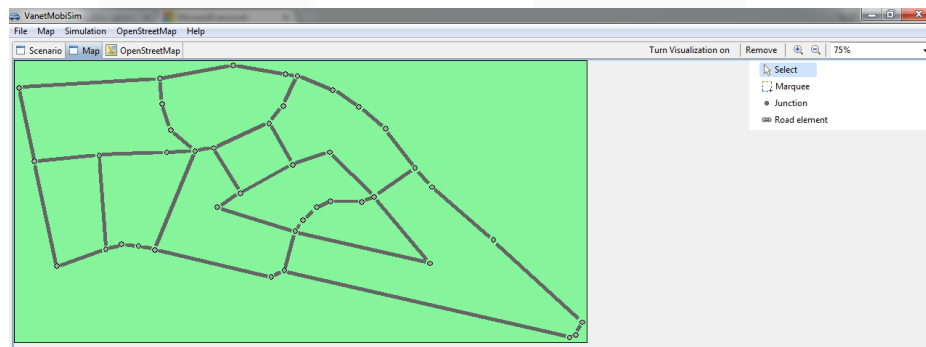 VanetMobiSim
File Map Simulation OpenStreetMap Help
Scenario Map OpenStreetMap Turn Visualization on Remove 75%
Select
Marquee
Junction
Road element